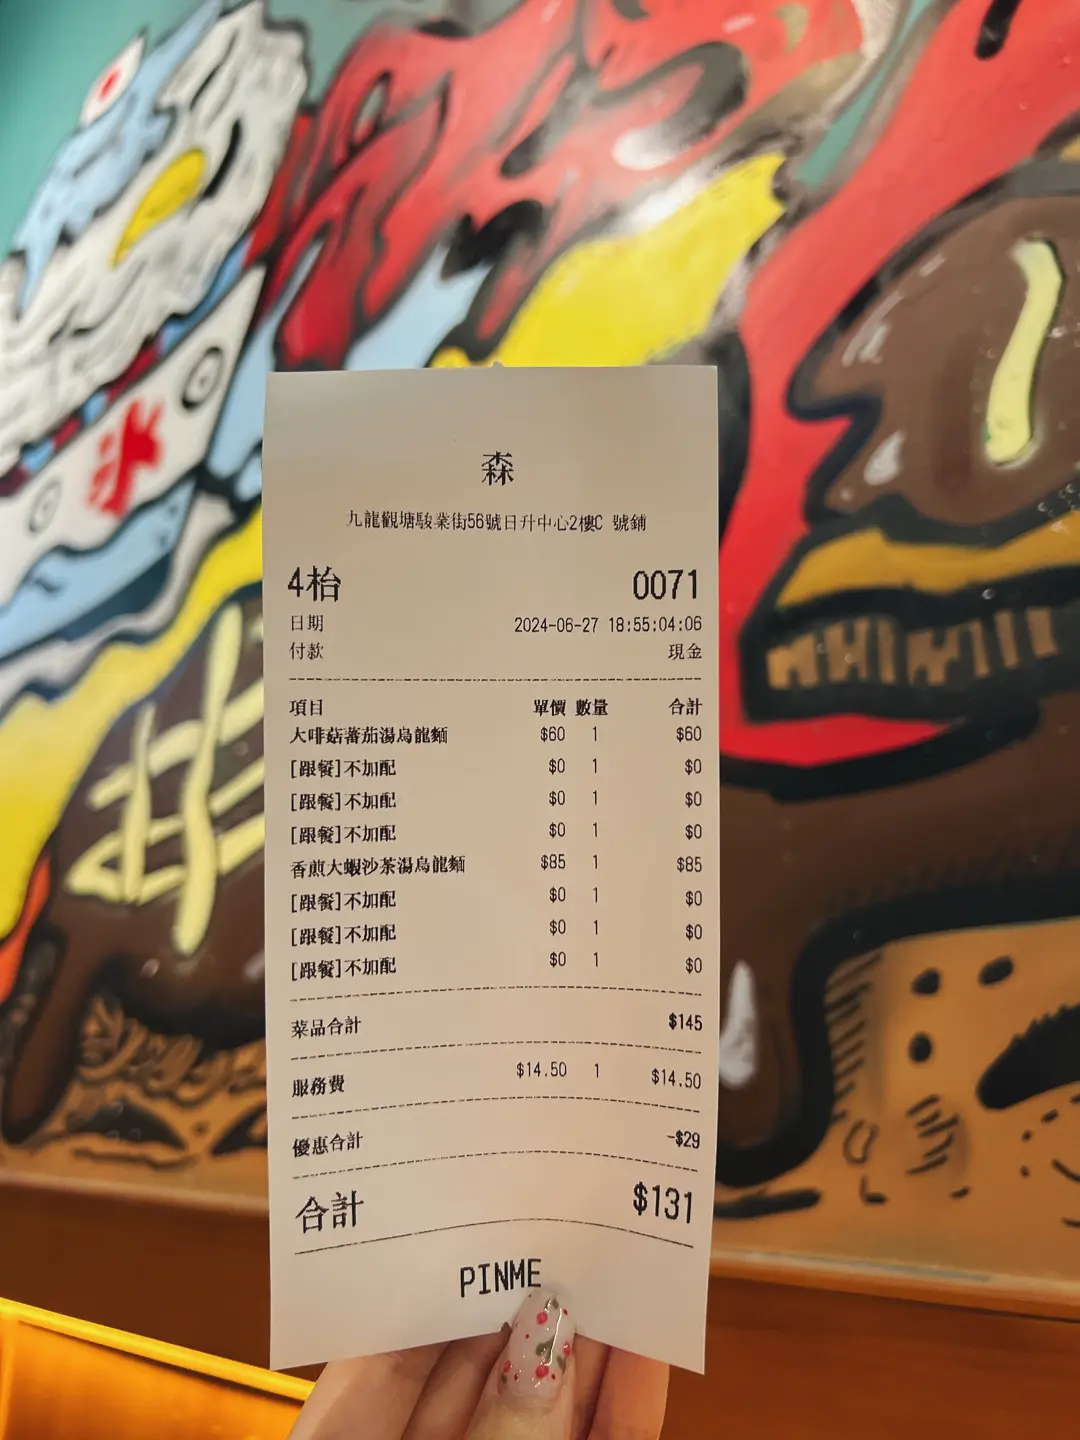 氷
森
九龍觀塘駿業街56號日升中心2樓C 號鋪
4枱 0071
日期 2024-06-27 18:55:04:06
付款 現金
項目 單價 數量 合計
大啡菇蕃茄湯烏龍麵 $60 1 $60
[跟餐]不加配 $0 1 $0
[跟餐]不加配 $0 1 $0
[跟餐]不加配 $0 1 $0
香煎大蝦沙茶湯烏龍麵 $85 1 $85
[跟餐]不加配 $0 1 $0
[跟餐]不加配 $0 1 $0
[跟餐]不加配 $0 1 $0
菜品合計 $145
服務費 $14.50 1 $14.50
優惠合計 -$29
合計 $131
PINME